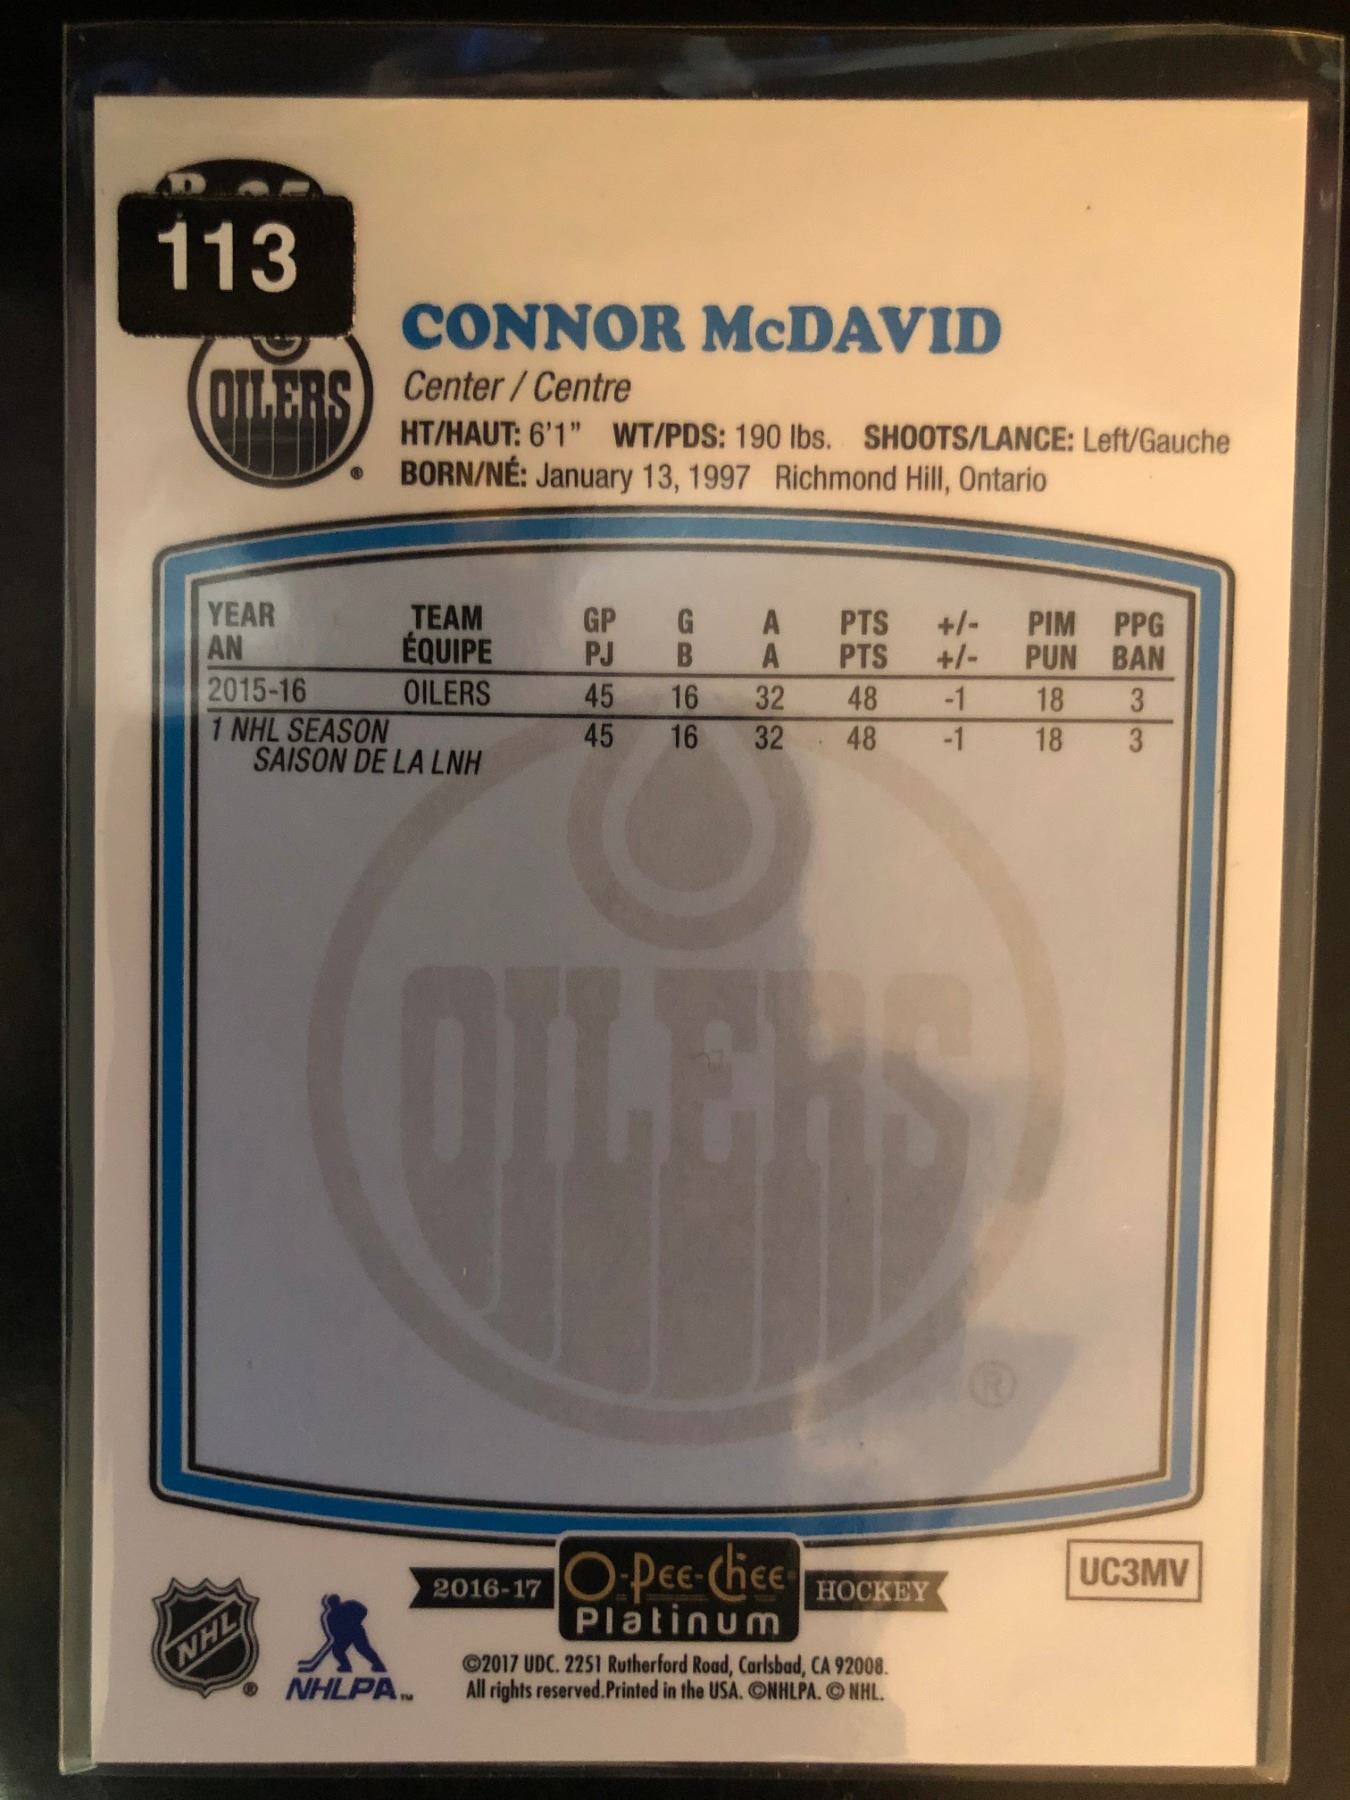 113
CONNOR McDAVID
OILERS
®
Center / Centre
HT/HAUT: 6'1" WT/PDS: 190 lbs. SHOOTS/LANCE: Left/Gauche
BORN/NÉ: January 13, 1997 Richmond Hill, Ontario
YEAR TEAM GP G A PTS +/- PIM PPG
AN ÉQUIPE PJ B A PTS +/- PUN BAN
2015-16 OILERS 45 16 32 48 -1 18 3
1 NHL SEASON 45 16 32 48 -1 18 3
SAISON DE LA LNH
OILERS
®
2016-17 O-Pee-Chee HOCKEY
Platinum
UC3MV
NHL ®
NHLPA™
©2017 UDC. 2251 Rutherford Road, Carlsbad, CA 92008.
All rights reserved.Printed in the USA. ©NHLPA. © NHL.